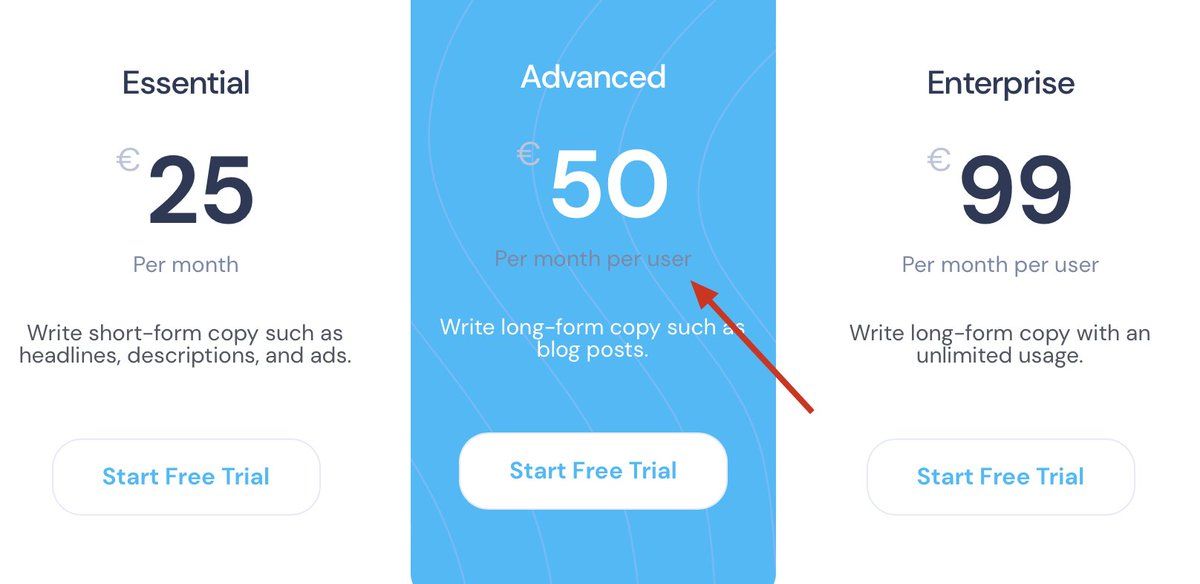 Essential
€25
Per month
Write short-form copy such as
headlines, descriptions, and ads.
Start Free Trial
Advanced
€50
Per month per user
Write long-form copy such as
blog posts.
Start Free Trial
Enterprise
€99
Per month per user
Write long-form copy with an
unlimited usage.
Start Free Trial